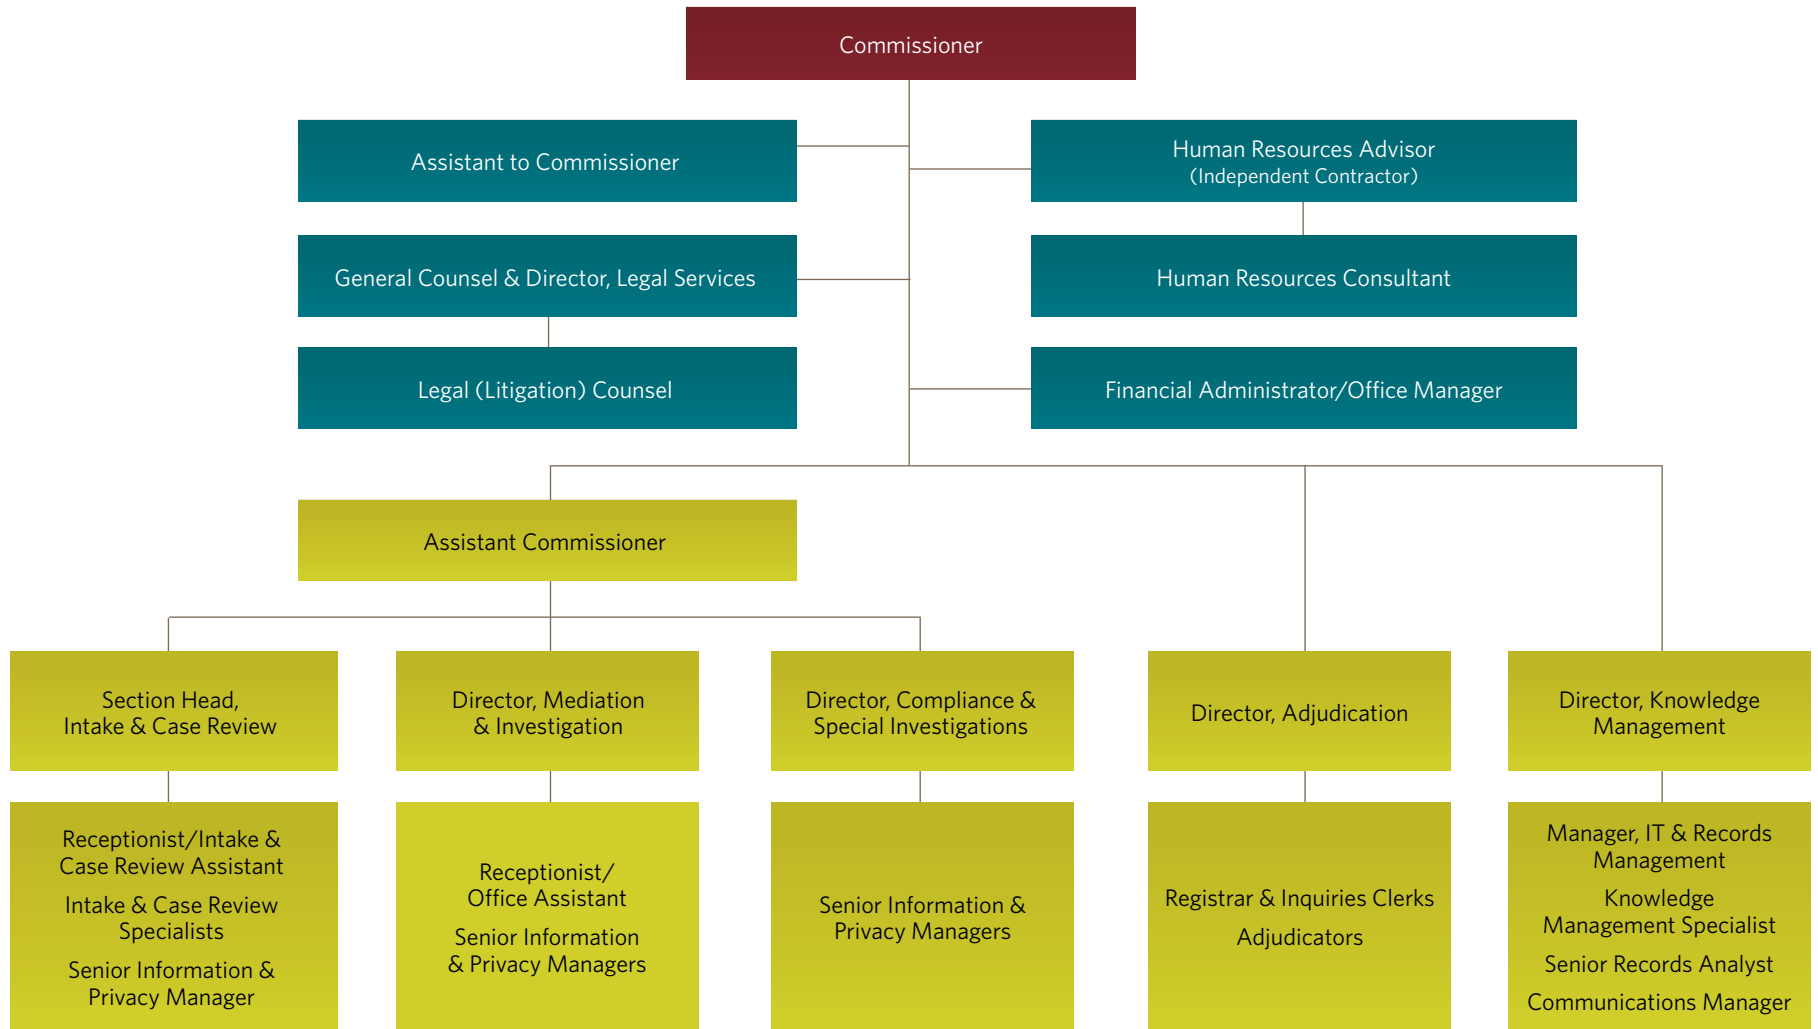 Commissioner
Assistant to Commissioner
Human Resources Advisor
(Independent Contractor)
General Counsel & Director, Legal Services
Human Resources Consultant
Legal (Litigation) Counsel
Financial Administrator/Office Manager
Assistant Commissioner
Section Head,
Intake & Case Review
Director, Mediation
& Investigation
Director, Compliance &
Special Investigations
Director, Adjudication
Director, Knowledge
Management
Receptionist/Intake &
Case Review Assistant
Intake & Case Review
Specialists
Senior Information &
Privacy Manager
Receptionist/
Office Assistant
Senior Information
& Privacy Managers
Senior Information &
Privacy Managers
Registrar & Inquiries Clerks
Adjudicators
Manager, IT & Records
Management
Knowledge
Management Specialist
Senior Records Analyst
Communications Manager